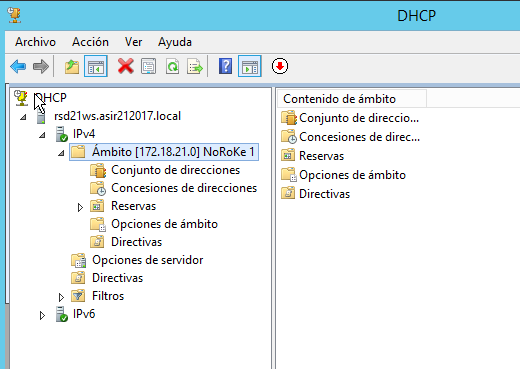 DHCP
Archivo Acción Ver Ayuda
DHCP
rsd21ws.asir212017.local
IPv4
Ámbito [172.18.21.0] NoRoKe 1
Conjunto de direcciones
Concesiones de direcciones
Reservas
Opciones de ámbito
Directivas
Opciones de servidor
Directivas
Filtros
IPv6
Contenido de ámbito
Conjunto de direccio...
Concesiones de direc...
Reservas
Opciones de ámbito
Directivas